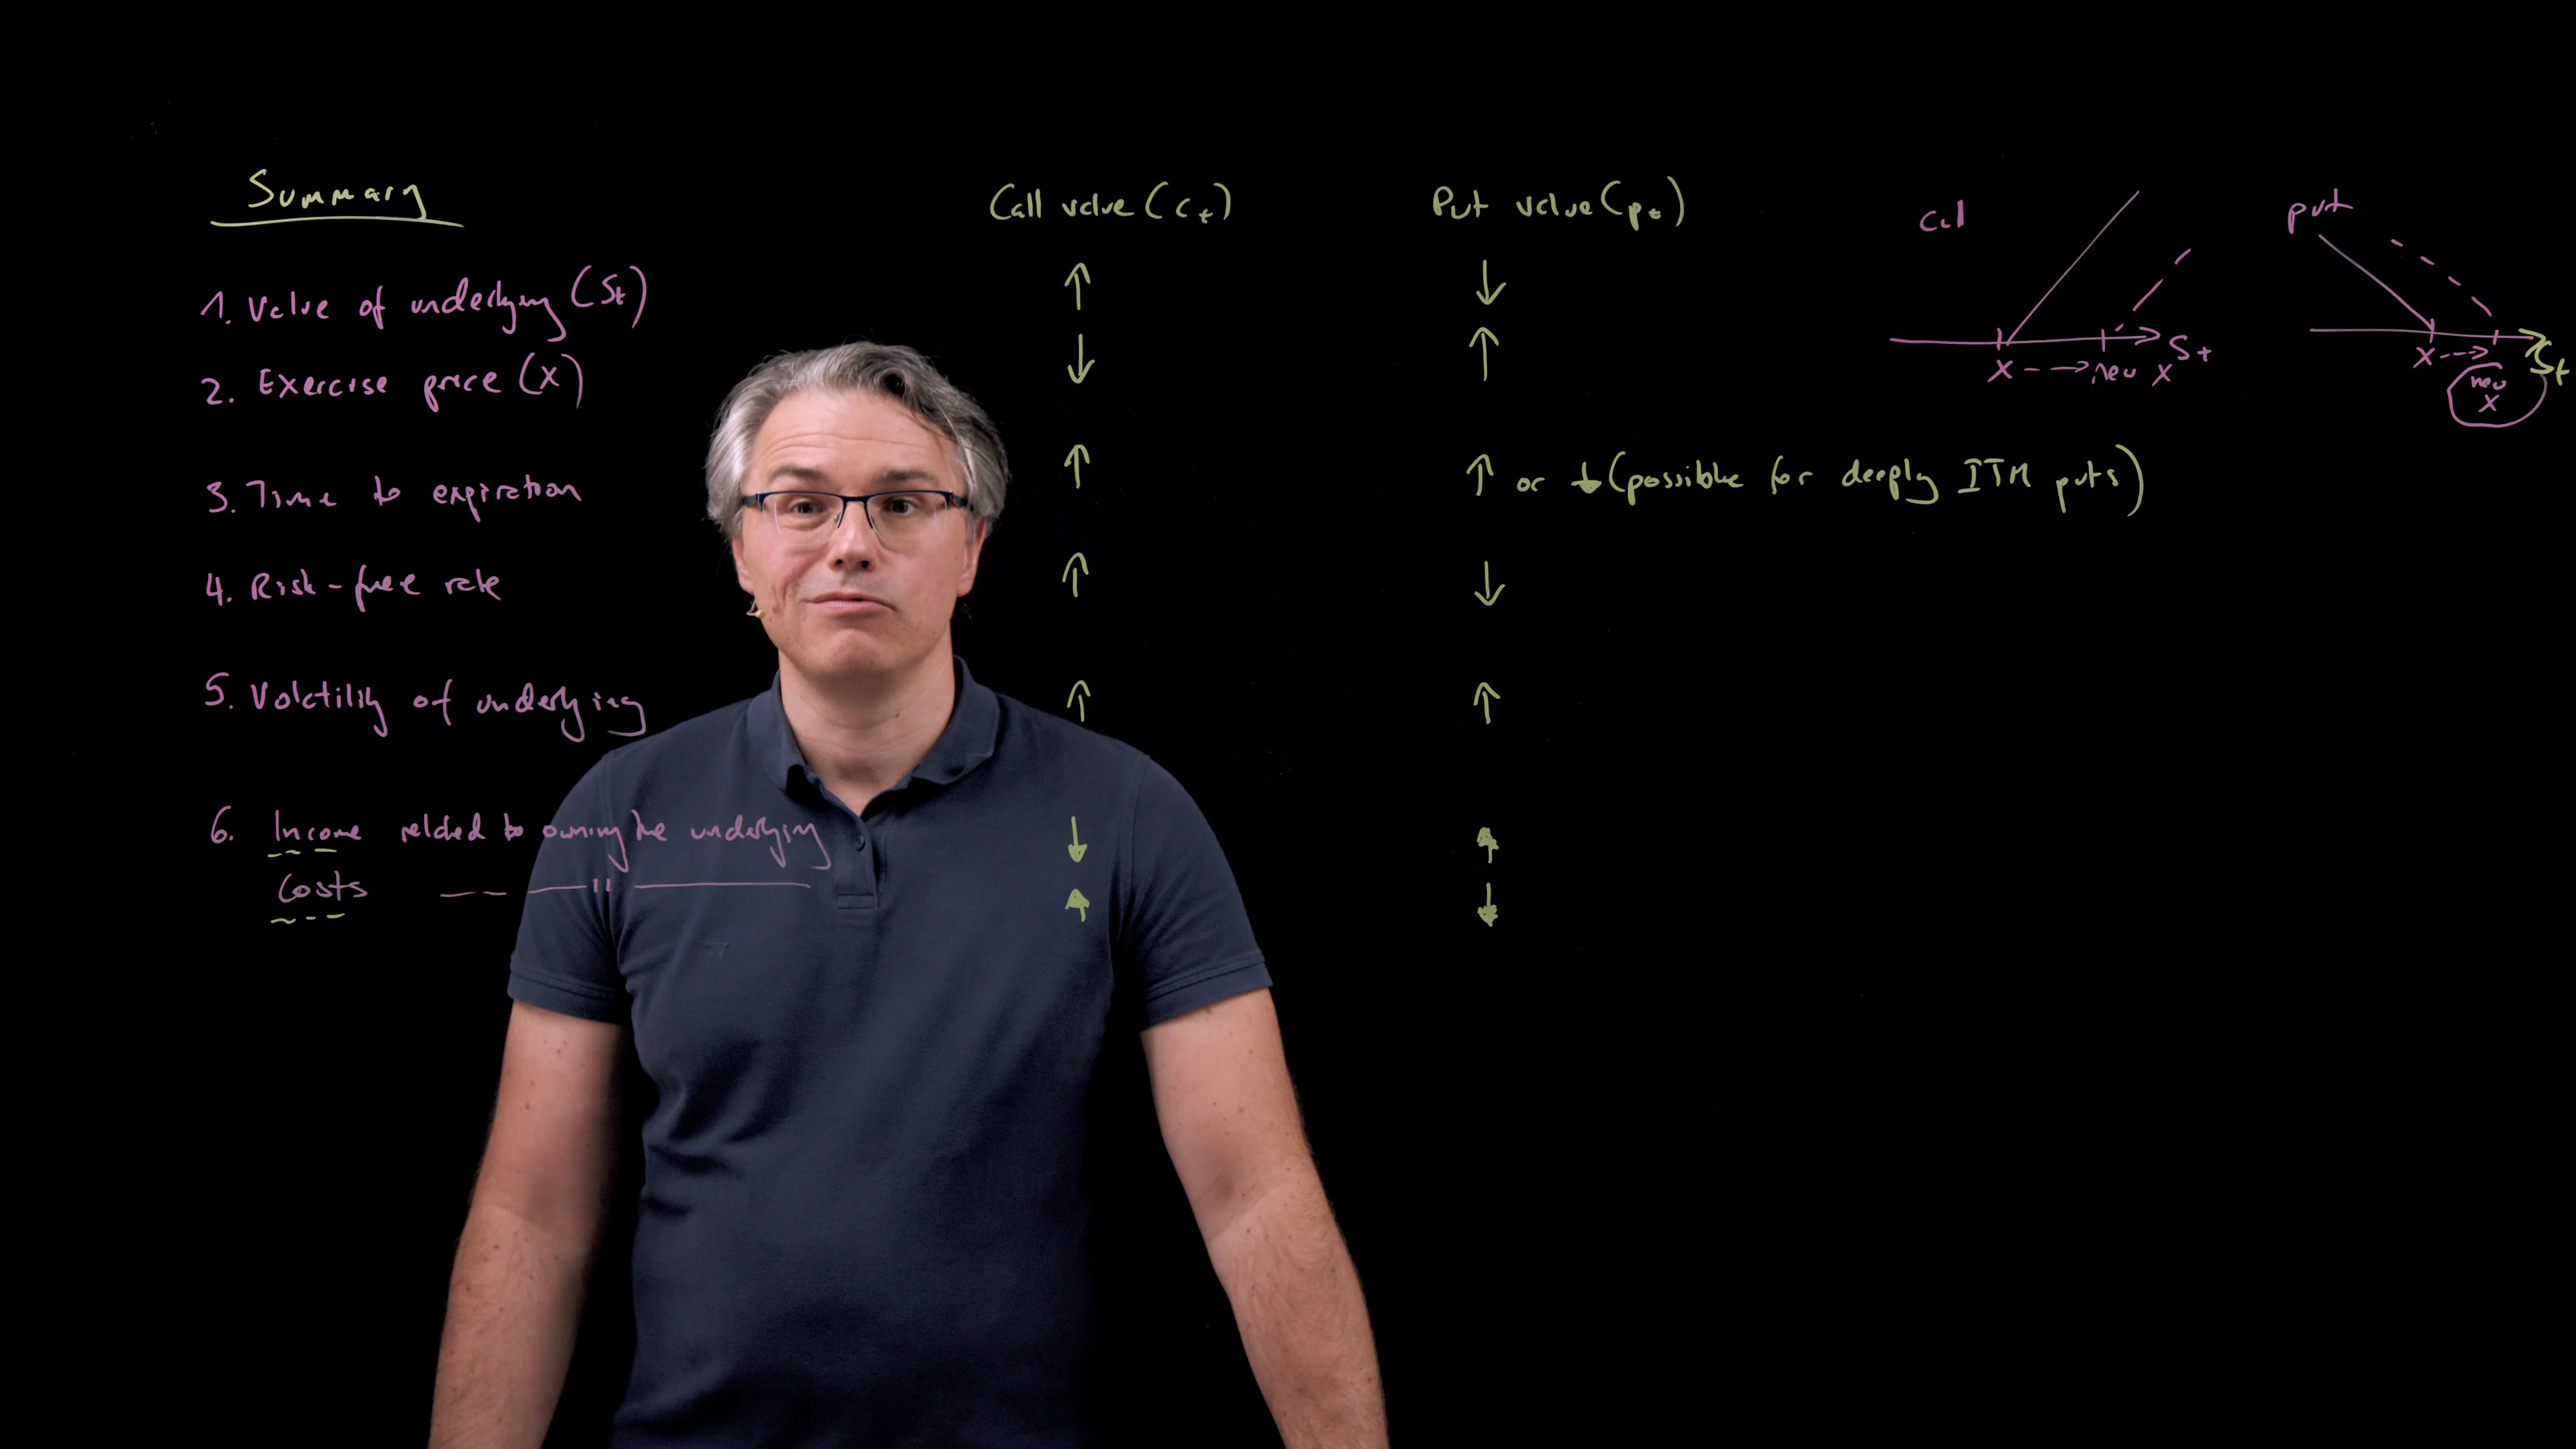 Summary Call value (ct) Put value (pt)
1. Value of underlying (St) ↑ ↓
2. Exercise price (X) ↓ ↑
3. Time to expiration ↑ ↑ or ↓ (possible for deeply ITM puts)
4. Risk-free rate ↑ ↓
5. Volatility of underlying ↑ ↑
6. Income related to owning the underlying ↓ ↑
Costs —— — " —— ↑ ↓
call
X --→ new X St
put
X --→ St
new
X